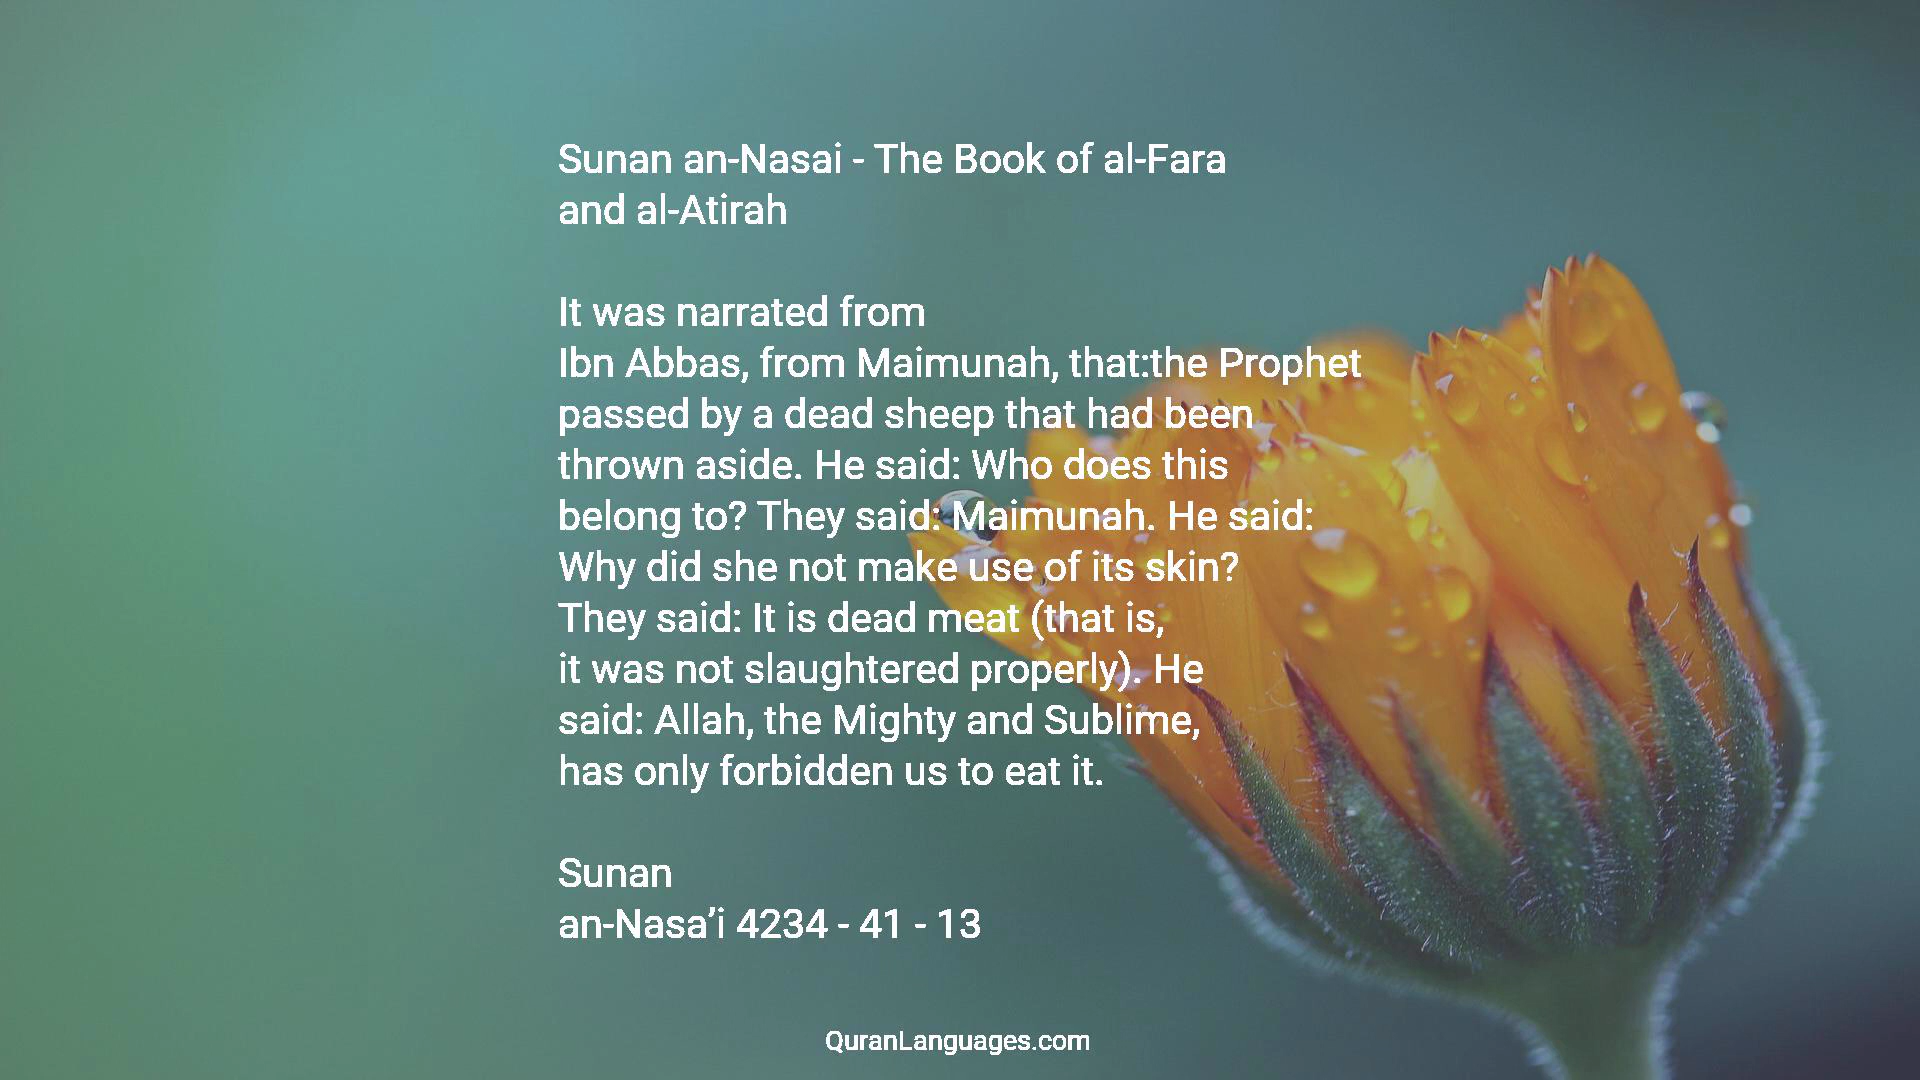 Sunan an-Nasai - The Book of al-Fara
and al-Atirah
It was narrated from
Ibn Abbas, from Maimunah, that:the Prophet
passed by a dead sheep that had been
thrown aside. He said: Who does this
belong to? They said: Maimunah. He said:
Why did she not make use of its skin?
They said: It is dead meat (that is,
it was not slaughtered properly). He
said: Allah, the Mighty and Sublime,
has only forbidden us to eat it.
Sunan
an-Nasa’i 4234 - 41 - 13
QuranLanguages.com